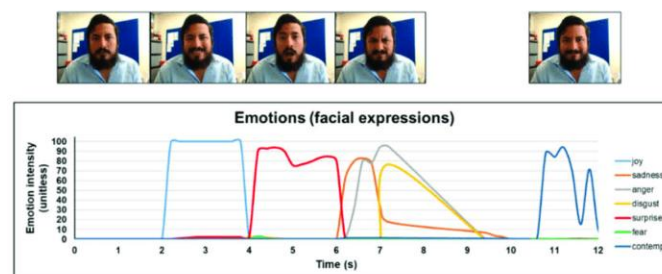 Emotions (facial expressions)
Emotion intensity
(unitless)
100
90
80
70
60
50
40
30
20
10
0
0 1 2 3 4 5 6 7 8 9 10 11 12
Time (s)
joy
sadness
anger
disgust
surprise
fear
contemp